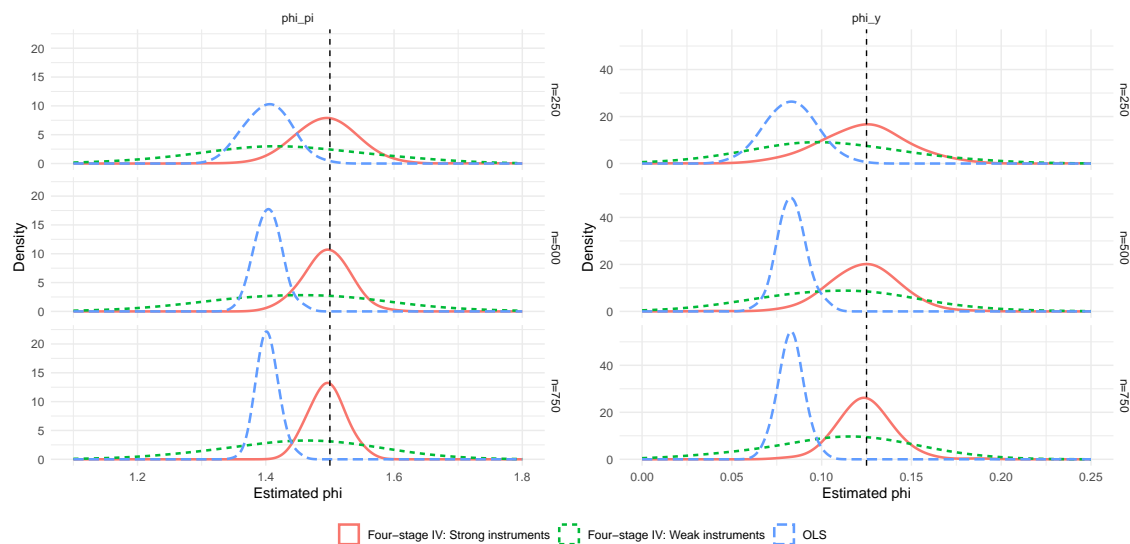 phi_pi
phi_y
20
15
10
5
0
n=250
20
15
10
5
0
n=500
20
15
10
5
0
n=750
Density
1.2
1.4
1.6
1.8
Estimated phi
40
20
0
n=250
40
20
0
n=500
40
20
0
n=750
Density
0.00
0.05
0.10
0.15
0.20
0.25
Estimated phi
Four-stage IV: Strong instruments
Four-stage IV: Weak instruments
OLS